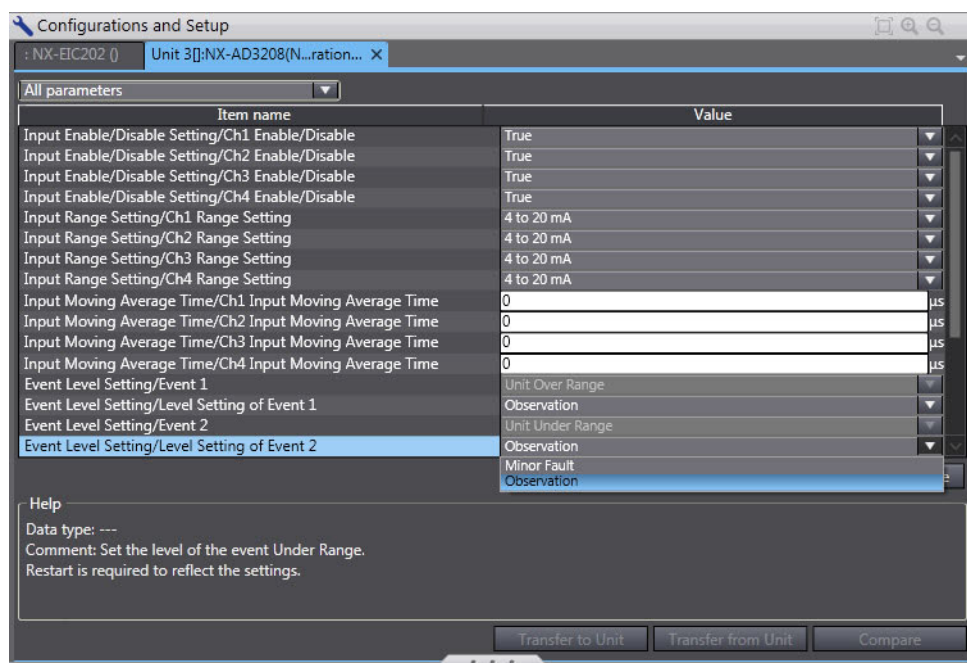 Configurations and Setup
: NX-EIC202 () Unit 3[]:NX-AD3208(N...ration... ×
All parameters
Item name Value
Input Enable/Disable Setting/Ch1 Enable/Disable True
Input Enable/Disable Setting/Ch2 Enable/Disable True
Input Enable/Disable Setting/Ch3 Enable/Disable True
Input Enable/Disable Setting/Ch4 Enable/Disable True
Input Range Setting/Ch1 Range Setting 4 to 20 mA
Input Range Setting/Ch2 Range Setting 4 to 20 mA
Input Range Setting/Ch3 Range Setting 4 to 20 mA
Input Range Setting/Ch4 Range Setting 4 to 20 mA
Input Moving Average Time/Ch1 Input Moving Average Time 0 µs
Input Moving Average Time/Ch2 Input Moving Average Time 0 µs
Input Moving Average Time/Ch3 Input Moving Average Time 0 µs
Input Moving Average Time/Ch4 Input Moving Average Time 0 µs
Event Level Setting/Event 1 Unit Over Range
Event Level Setting/Level Setting of Event 1 Observation
Event Level Setting/Event 2 Unit Under Range
Event Level Setting/Level Setting of Event 2 Observation
Minor Fault
Observation
Help
Data type: ---
Comment: Set the level of the event Under Range.
Restart is required to reflect the settings.
Transfer to Unit Transfer from Unit Compare